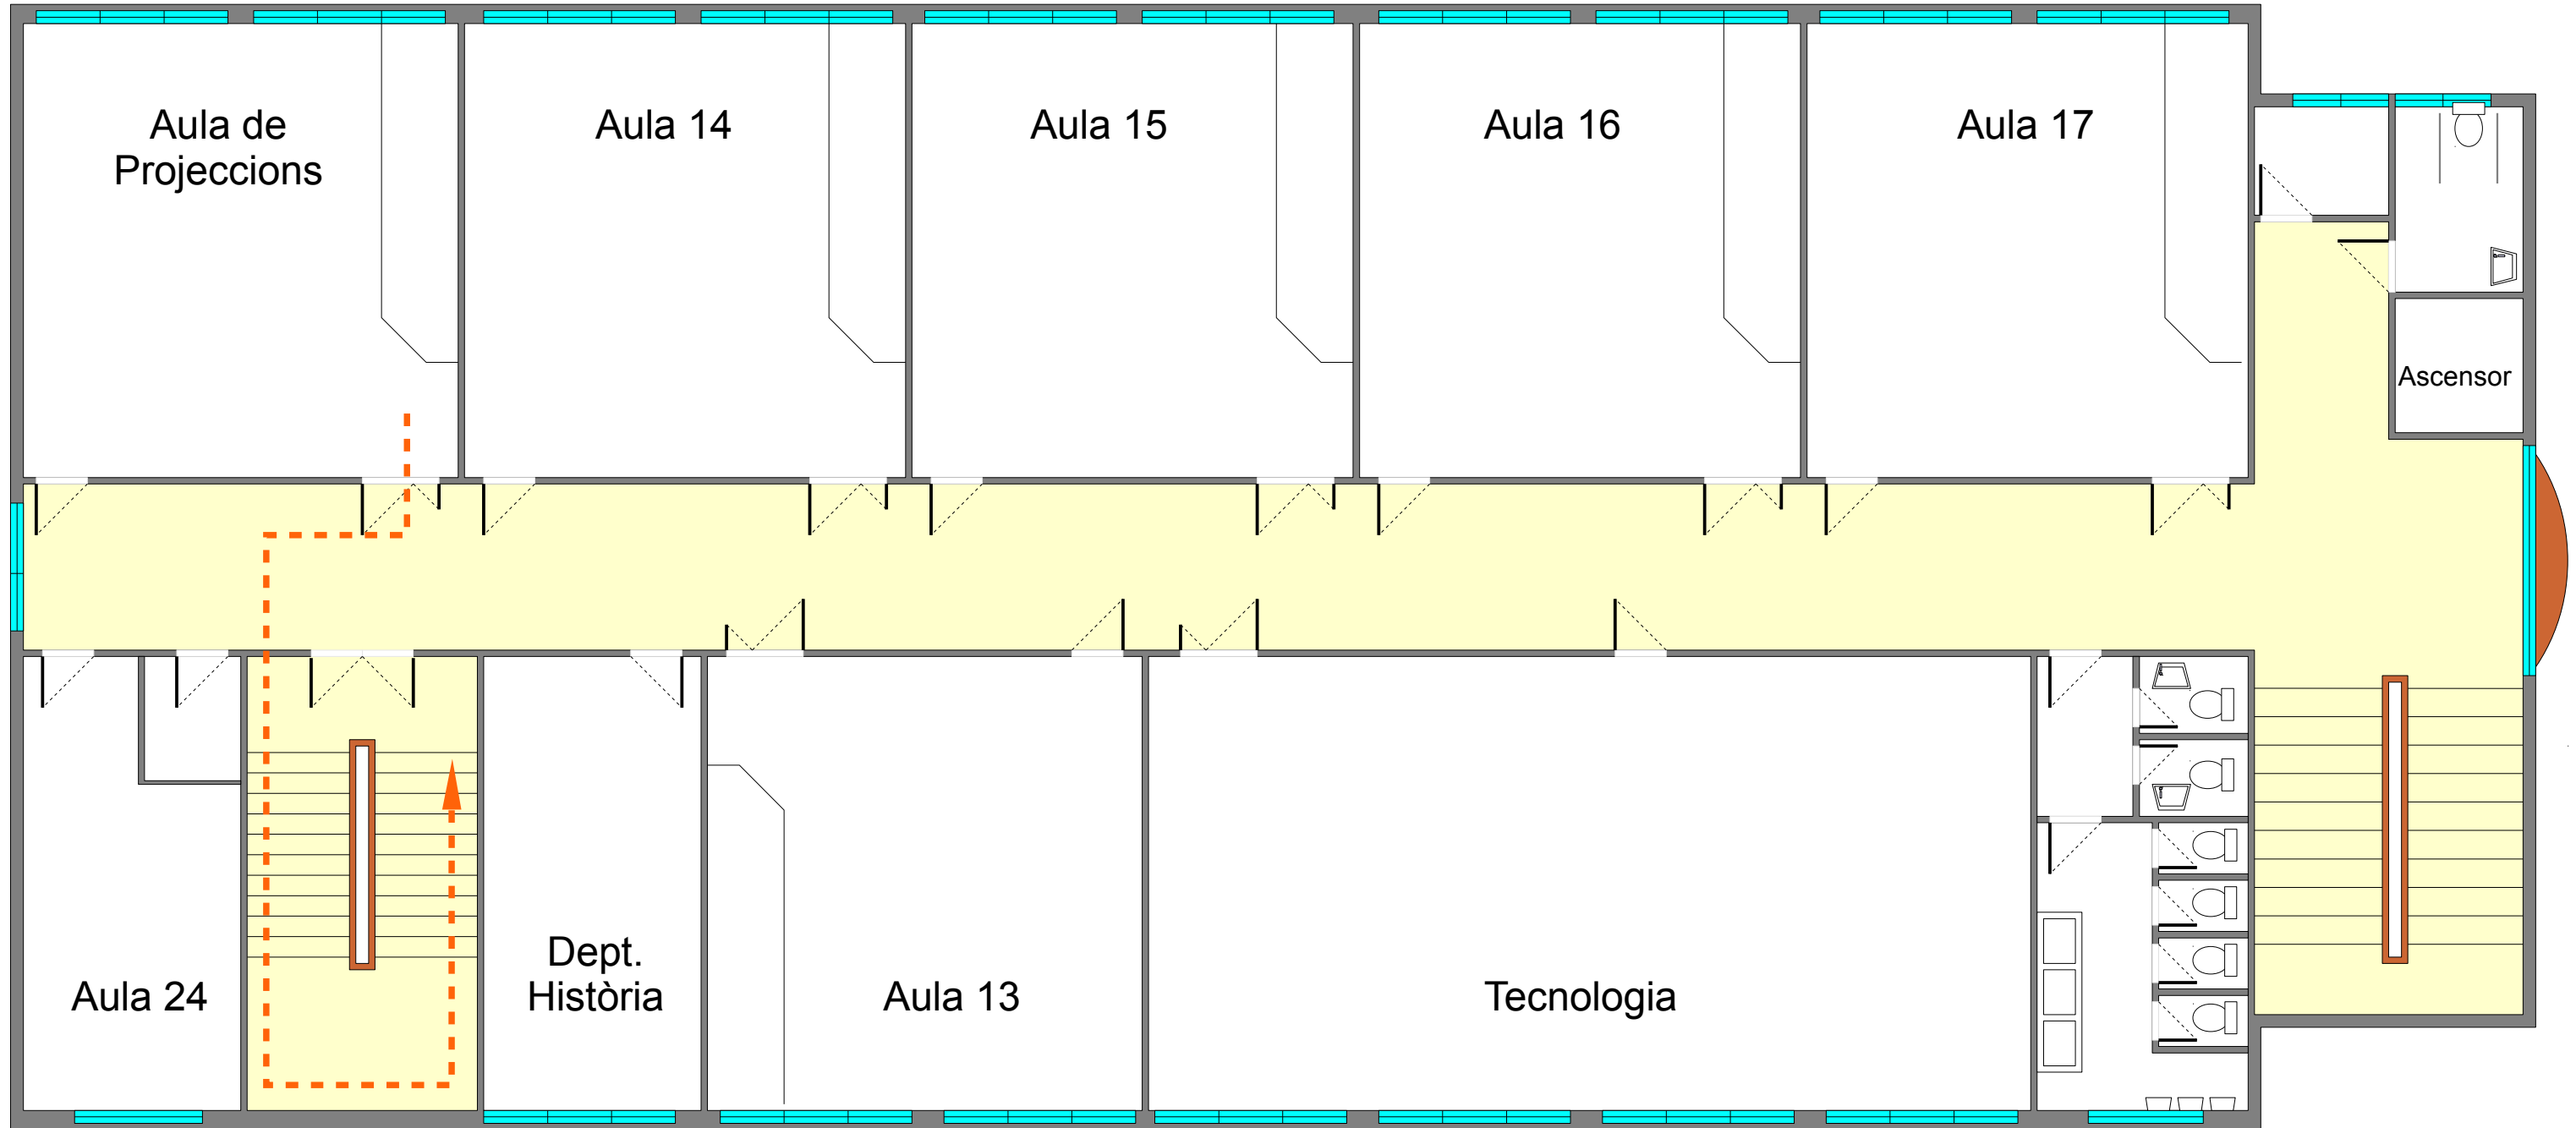 Aula de
Projeccions
Aula 14
Aula 15
Aula 16
Aula 17
Ascensor
Aula 24
Dept.
Història
Aula 13
Tecnologia